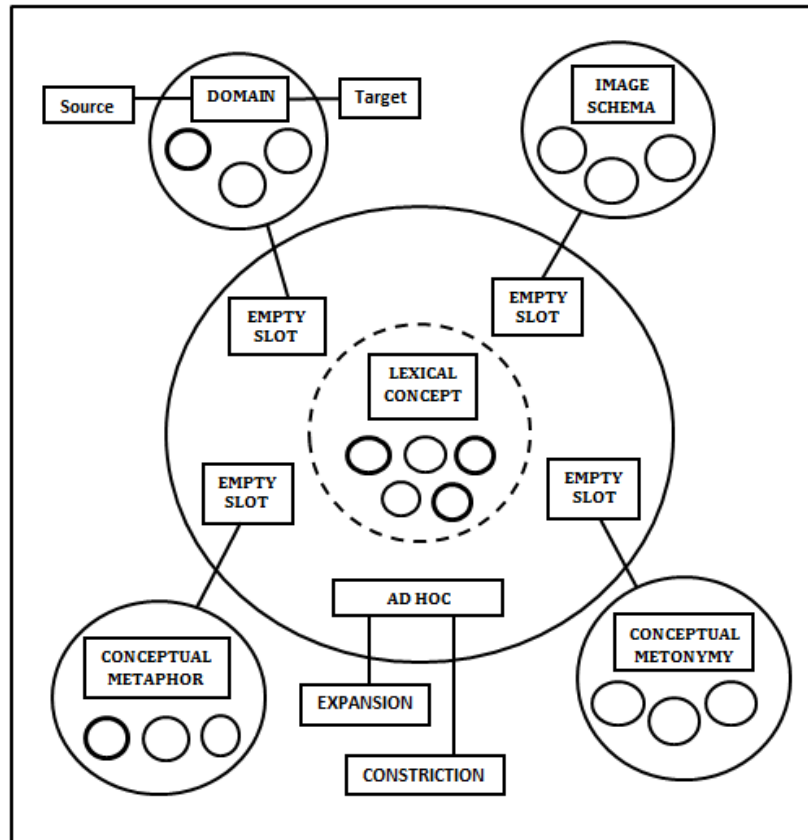 Source
DOMAIN
Target
IMAGE
SCHEMA
EMPTY
SLOT
EMPTY
SLOT
LEXICAL
CONCEPT
EMPTY
SLOT
EMPTY
SLOT
AD HOC
CONCEPTUAL
METAPHOR
CONCEPTUAL
METONYMY
EXPANSION
CONSTRICTION